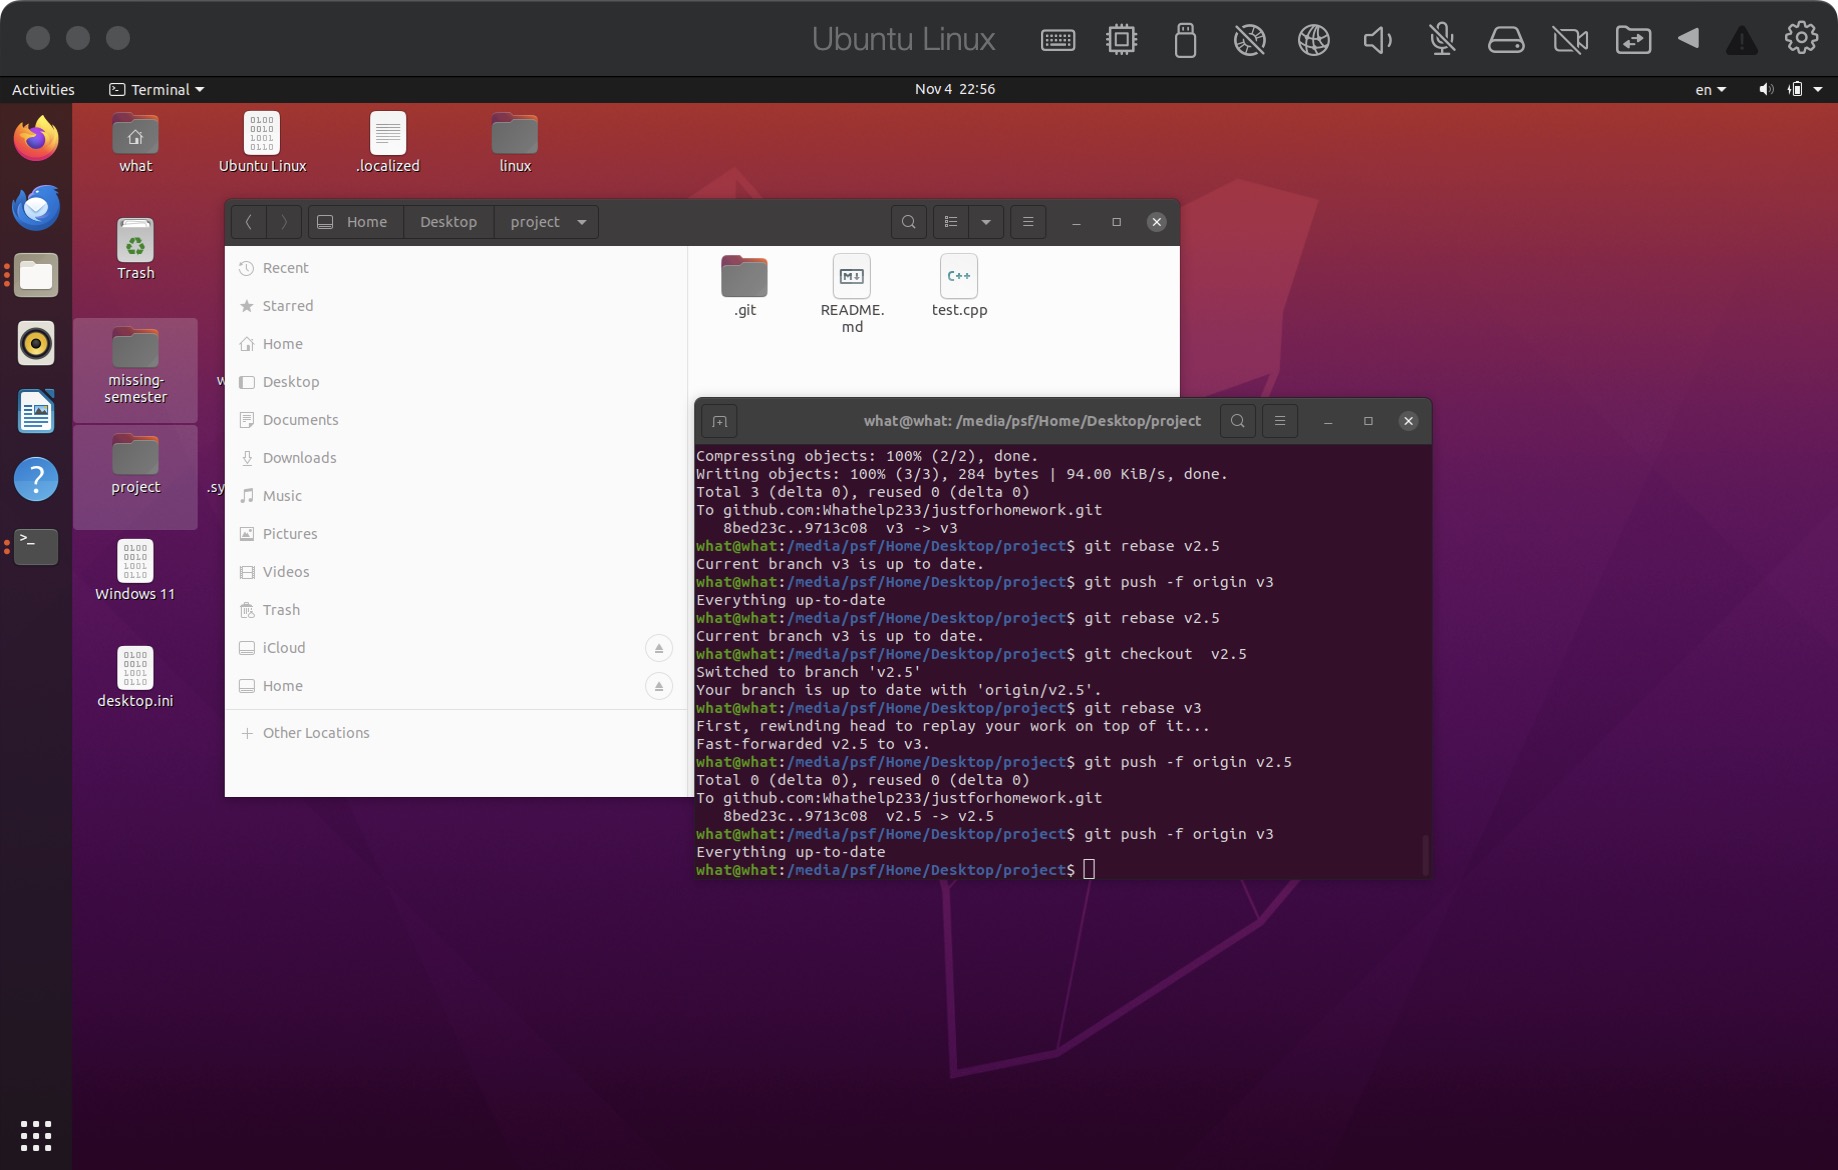 Ubuntu Linux
Activities
Terminal
Nov 4 22:56
en
what
Ubuntu Linux
.localized
linux
Trash
missing-
semester
project
Windows 11
desktop.ini
w
.sy
Home
Desktop
project
Recent
Starred
Home
Desktop
Documents
Downloads
Music
Pictures
Videos
Trash
iCloud
Home
Other Locations
.git
README.
md
test.cpp
what@what: /media/psf/Home/Desktop/project
Compressing objects: 100% (2/2), done.
Writing objects: 100% (3/3), 284 bytes | 94.00 KiB/s, done.
Total 3 (delta 0), reused 0 (delta 0)
To github.com:Whathelp233/justforhomework.git
   8bed23c..9713c08  v3 -> v3
what@what:/media/psf/Home/Desktop/project$ git rebase v2.5
Current branch v3 is up to date.
what@what:/media/psf/Home/Desktop/project$ git push -f origin v3
Everything up-to-date
what@what:/media/psf/Home/Desktop/project$ git rebase v2.5
Current branch v3 is up to date.
what@what:/media/psf/Home/Desktop/project$ git checkout  v2.5
Switched to branch 'v2.5'
Your branch is up to date with 'origin/v2.5'.
what@what:/media/psf/Home/Desktop/project$ git rebase v3
First, rewinding head to replay your work on top of it...
Fast-forwarded v2.5 to v3.
what@what:/media/psf/Home/Desktop/project$ git push -f origin v2.5
Total 0 (delta 0), reused 0 (delta 0)
To github.com:Whathelp233/justforhomework.git
   8bed23c..9713c08  v2.5 -> v2.5
what@what:/media/psf/Home/Desktop/project$ git push -f origin v3
Everything up-to-date
what@what:/media/psf/Home/Desktop/project$